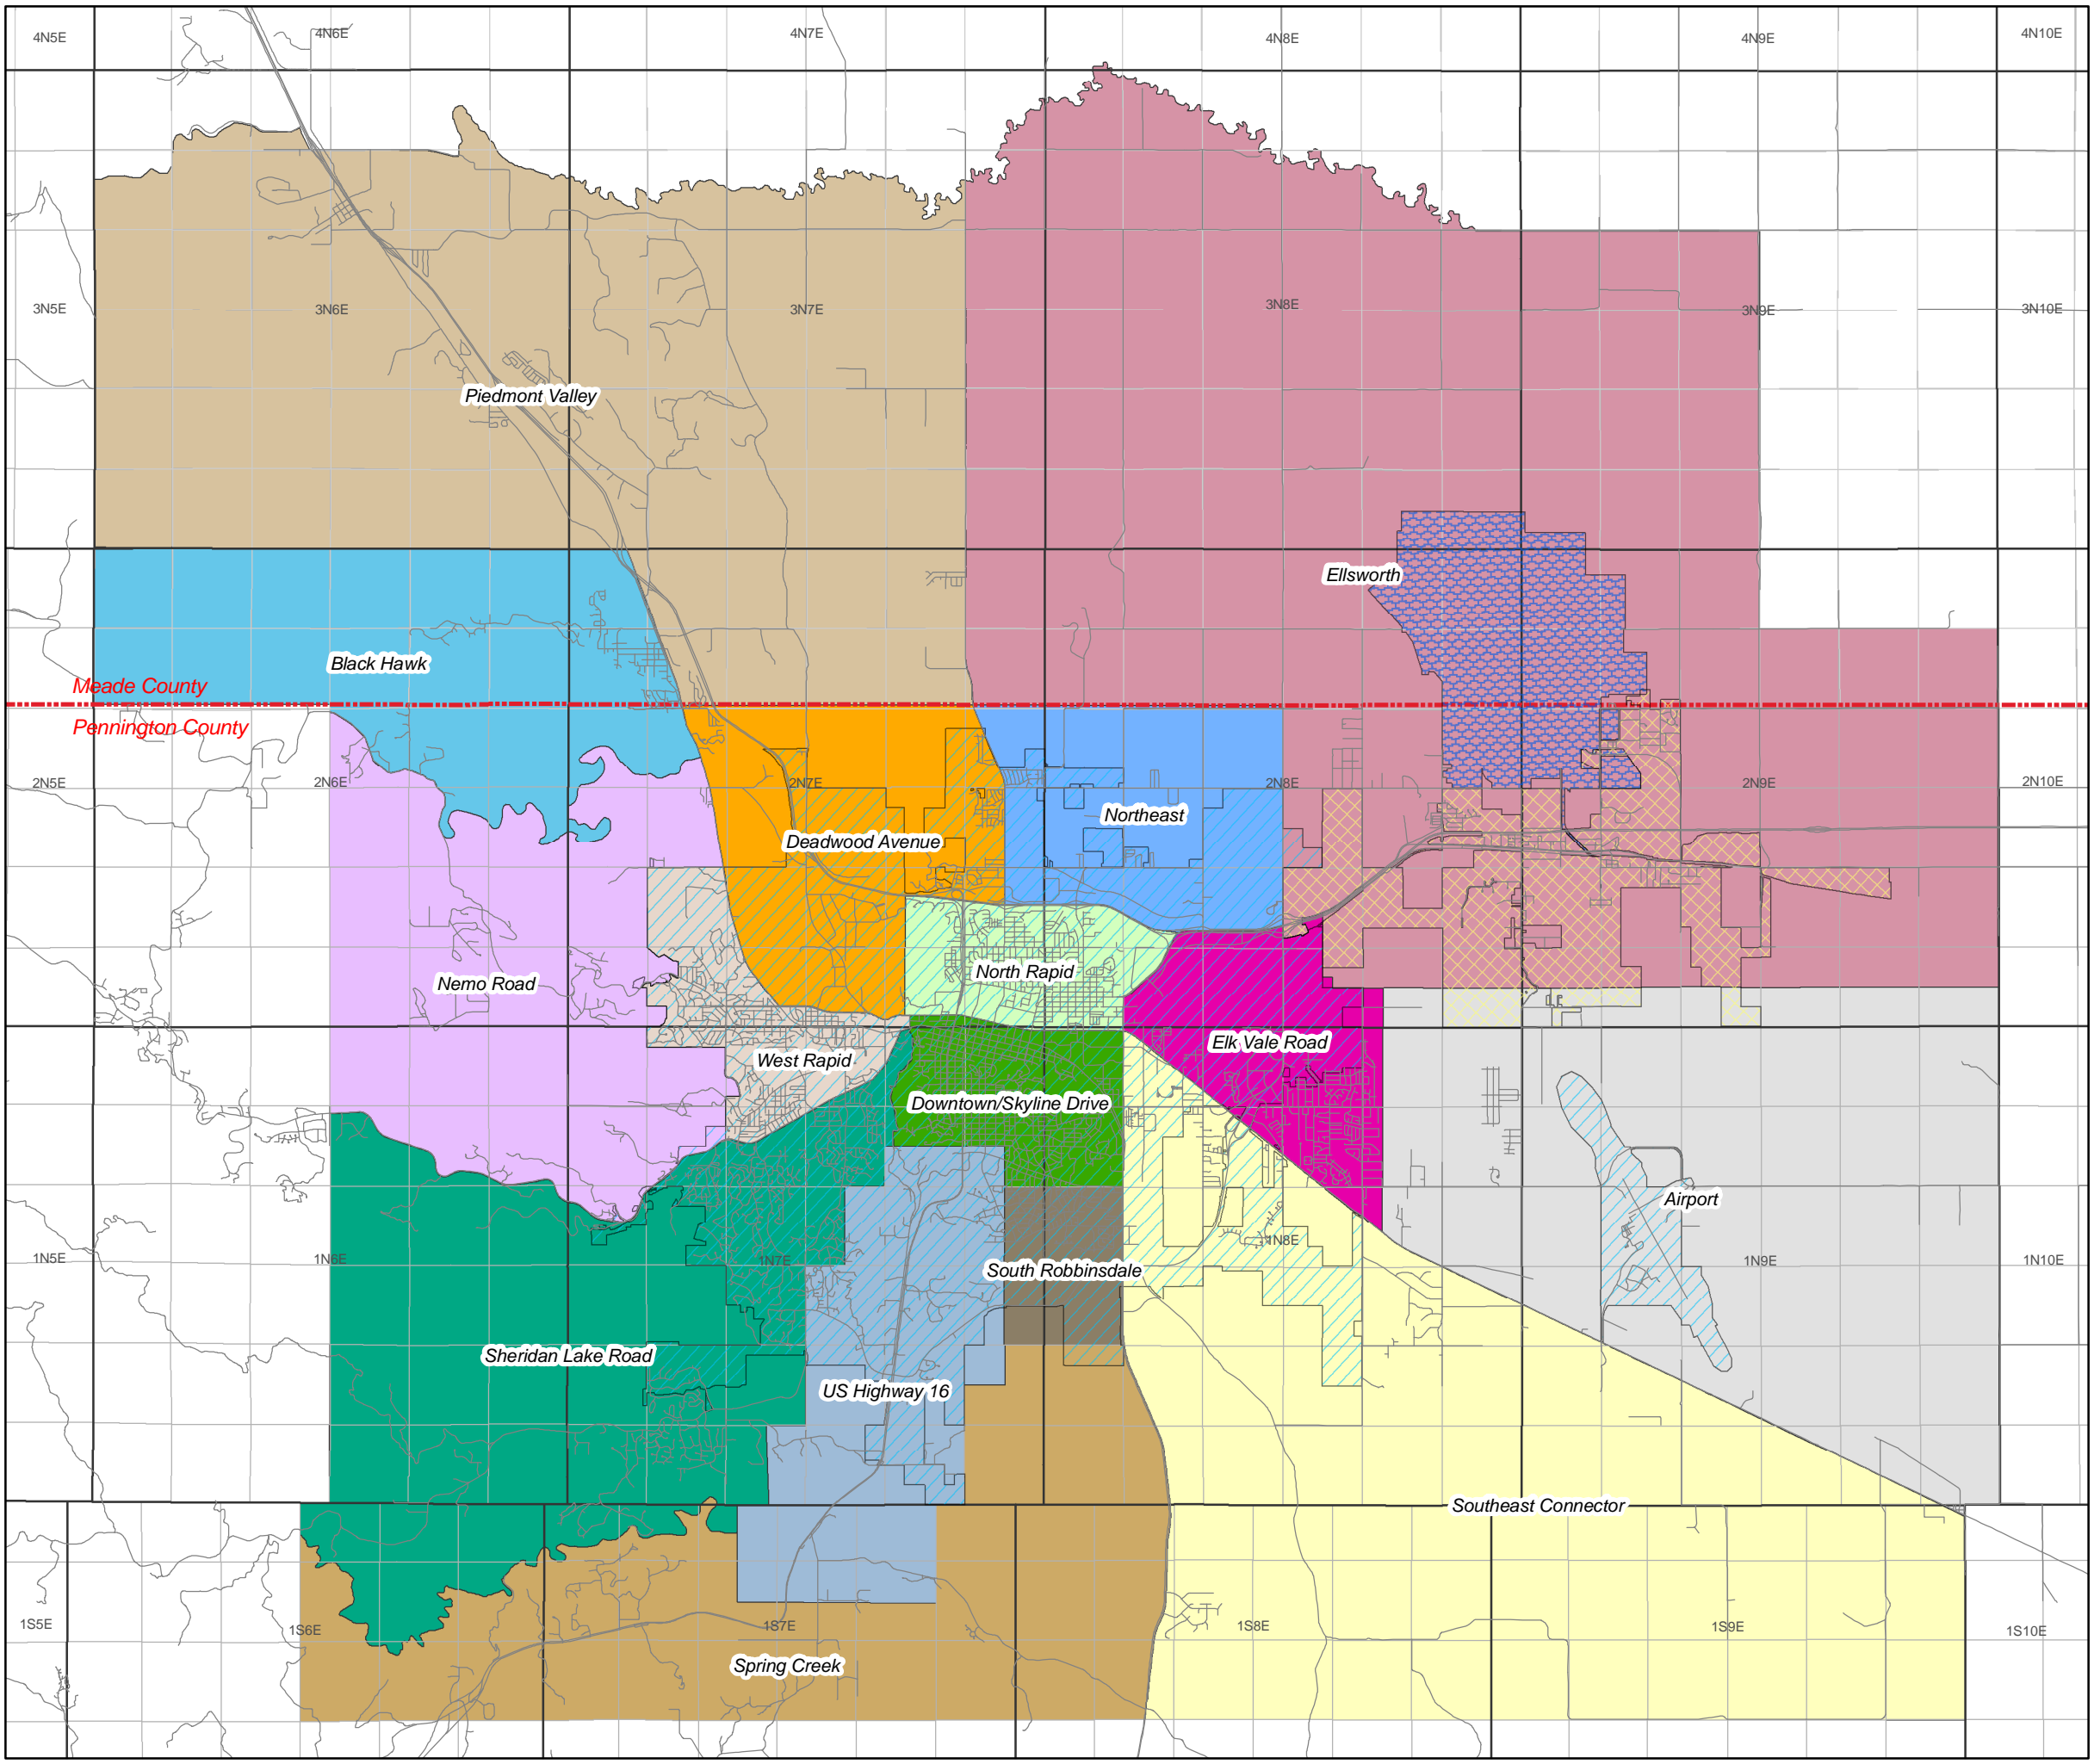 4N5E
4N6E
4N7E
4N8E
4N9E
4N10E
3N5E
3N6E
3N7E
3N8E
3N9E
3N10E
Piedmont Valley
Ellsworth
Black Hawk
Meade County
Pennington County
2N5E
2N6E
2N7E
2N8E
2N9E
2N10E
Northeast
Deadwood Avenue
North Rapid
Nemo Road
Elk Vale Road
West Rapid
Downtown/Skyline Drive
Airport
1N5E
1N6E
1N7E
1N8E
1N9E
1N10E
South Robbinsdale
Sheridan Lake Road
US Highway 16
Southeast Connector
1S5E
1S6E
1S7E
1S8E
1S9E
1S10E
Spring Creek